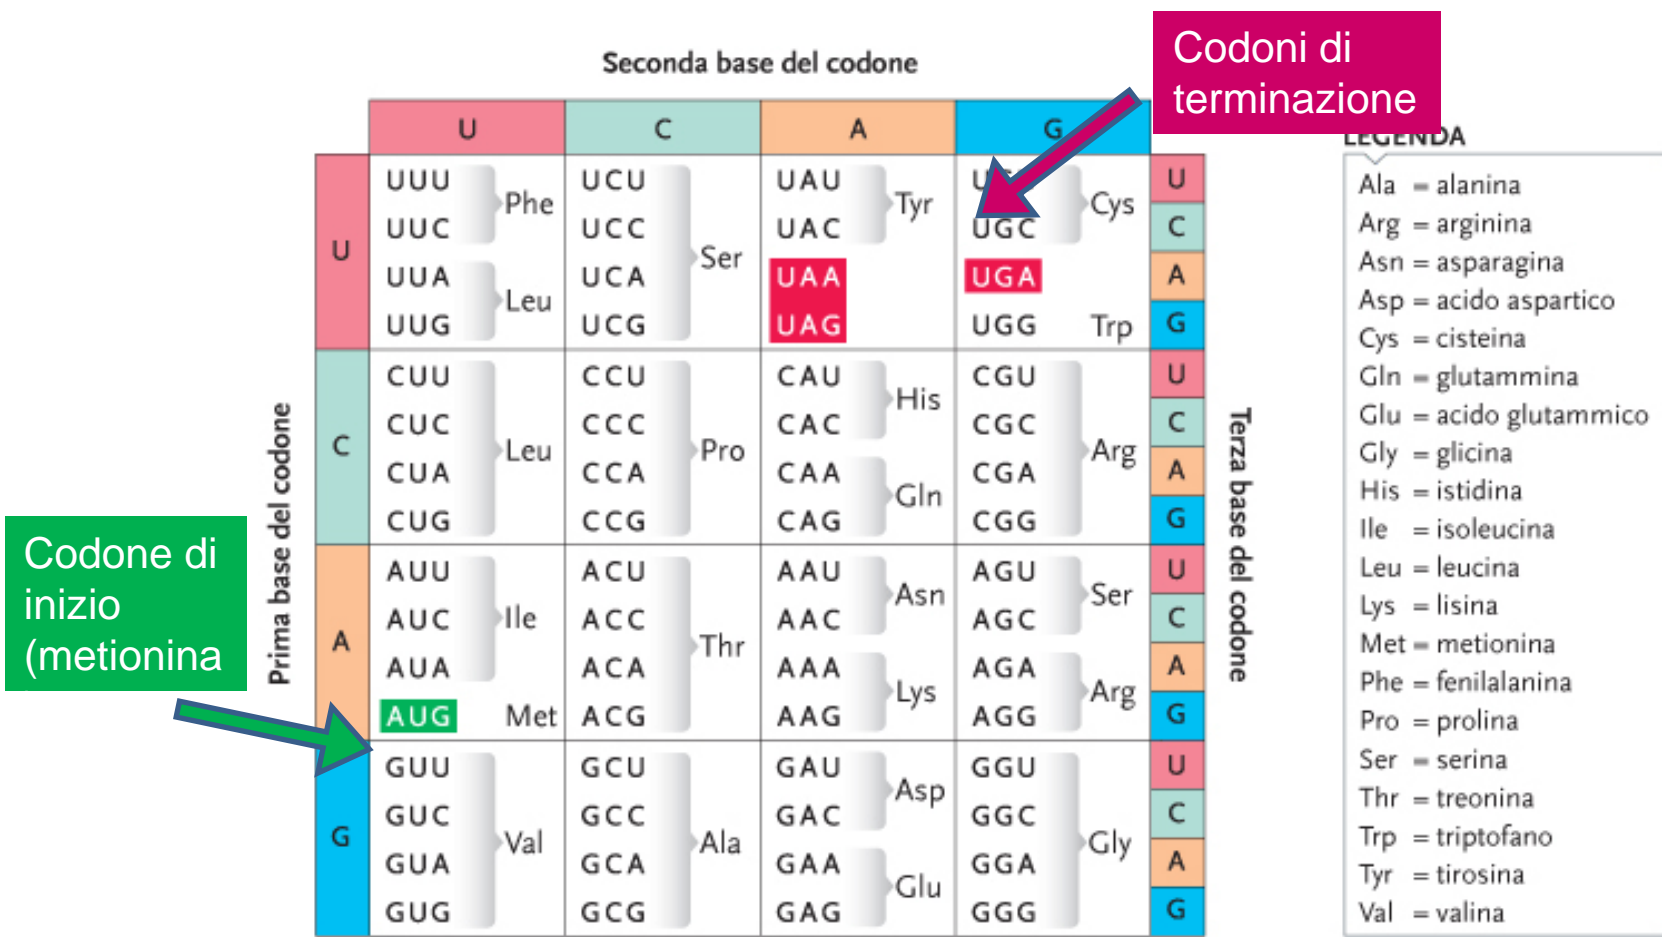 Codoni di
terminazione
Seconda base del codone
LEGENDA
U C A G
UUU UCU UAU U
Phe Tyr Cys
UUC UCC UAC UGC C
U Ser
UUA UCA UAA UGA A
Leu
UUG UCG UAG UGG Trp G
CUU CCU CAU CGU U
His
CUC CCC CAC CGC C
C Leu Pro Arg
CUA CCA CAA CGA A
Gln
CUG CCG CAG CGG G
AUU ACU AAU AGU U
Asn Ser
AUC Ile ACC AAC AGC C
A Thr
AUA ACA AAA AGA A
Lys Arg
AUG Met ACG AAG AGG G
GUU GCU GAU GGU U
Asp
GUC GCC GAC GGC C
G Val Ala Gly
GUA GCA GAA GGA A
Glu
GUG GCG GAG GGG G
Prima base del codone
Terza base del codone
Codone di
inizio
(metionina
Ala = alanina
Arg = arginina
Asn = asparagina
Asp = acido aspartico
Cys = cisteina
Gln = glutammina
Glu = acido glutammico
Gly = glicina
His = istidina
Ile = isoleucina
Leu = leucina
Lys = lisina
Met = metionina
Phe = fenilalanina
Pro = prolina
Ser = serina
Thr = treonina
Trp = triptofano
Tyr = tirosina
Val = valina